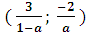 ( 3/(1−a) ; −2/a )